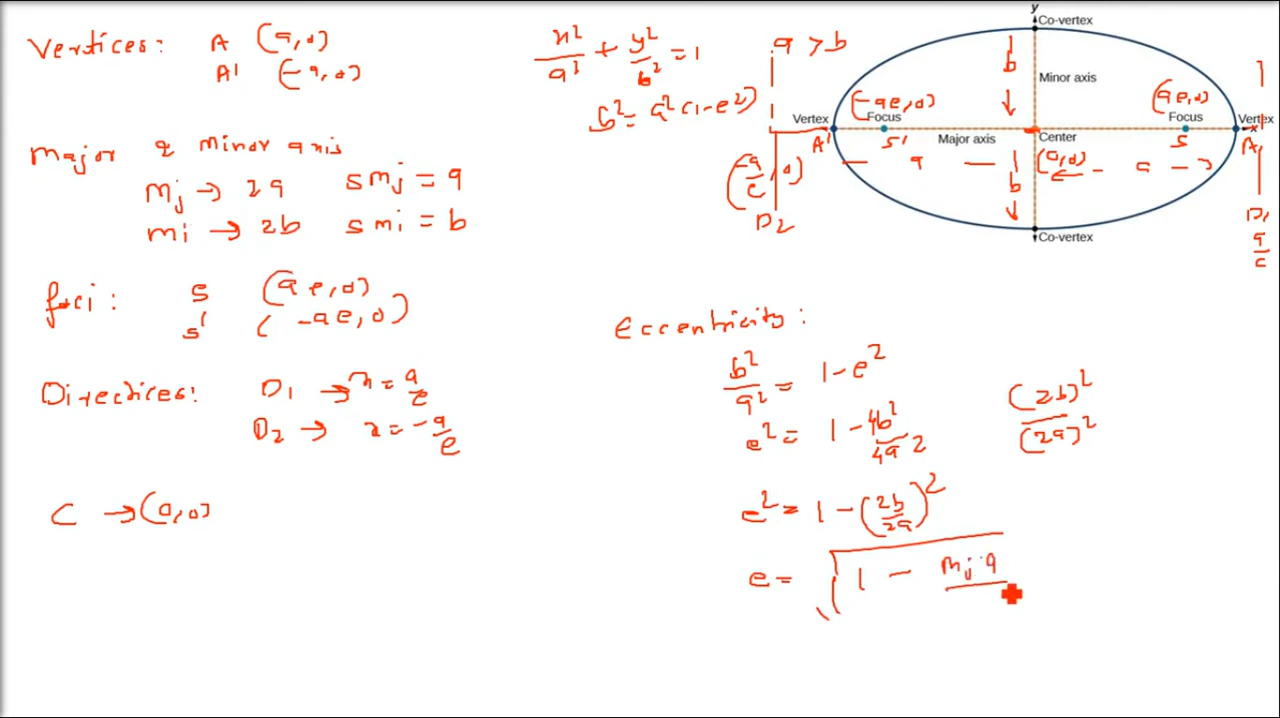 Vertices: A (a,0)
A' (-a,0)
Major & minor axis
Mj → 2a smj = a
mi → 2b smi = b
foci: S (ae,0)
S' (-ae,0)
Directices: D1 → x = a/e
D2 → x = -a/e
C → (0,0)
x²/a² + y²/b² = 1
a > b
b² = a²(1-e²)
y
Co-vertex
b
Minor axis
(-ae,0)
(ae,0)
Vertex
Focus
Focus
Vertex
x
A'
S'
Major axis
Center
S
A
(-a/e, 0)
a
b
(0,0)
a
D2
Co-vertex
D1
a/e
Eccentricity:
b²/a² = 1-e²
e² = 1 - 4b²/4a²
(2b)²/(2a)²
e² = 1 - (2b/2a)²
e = √1 - Mj a